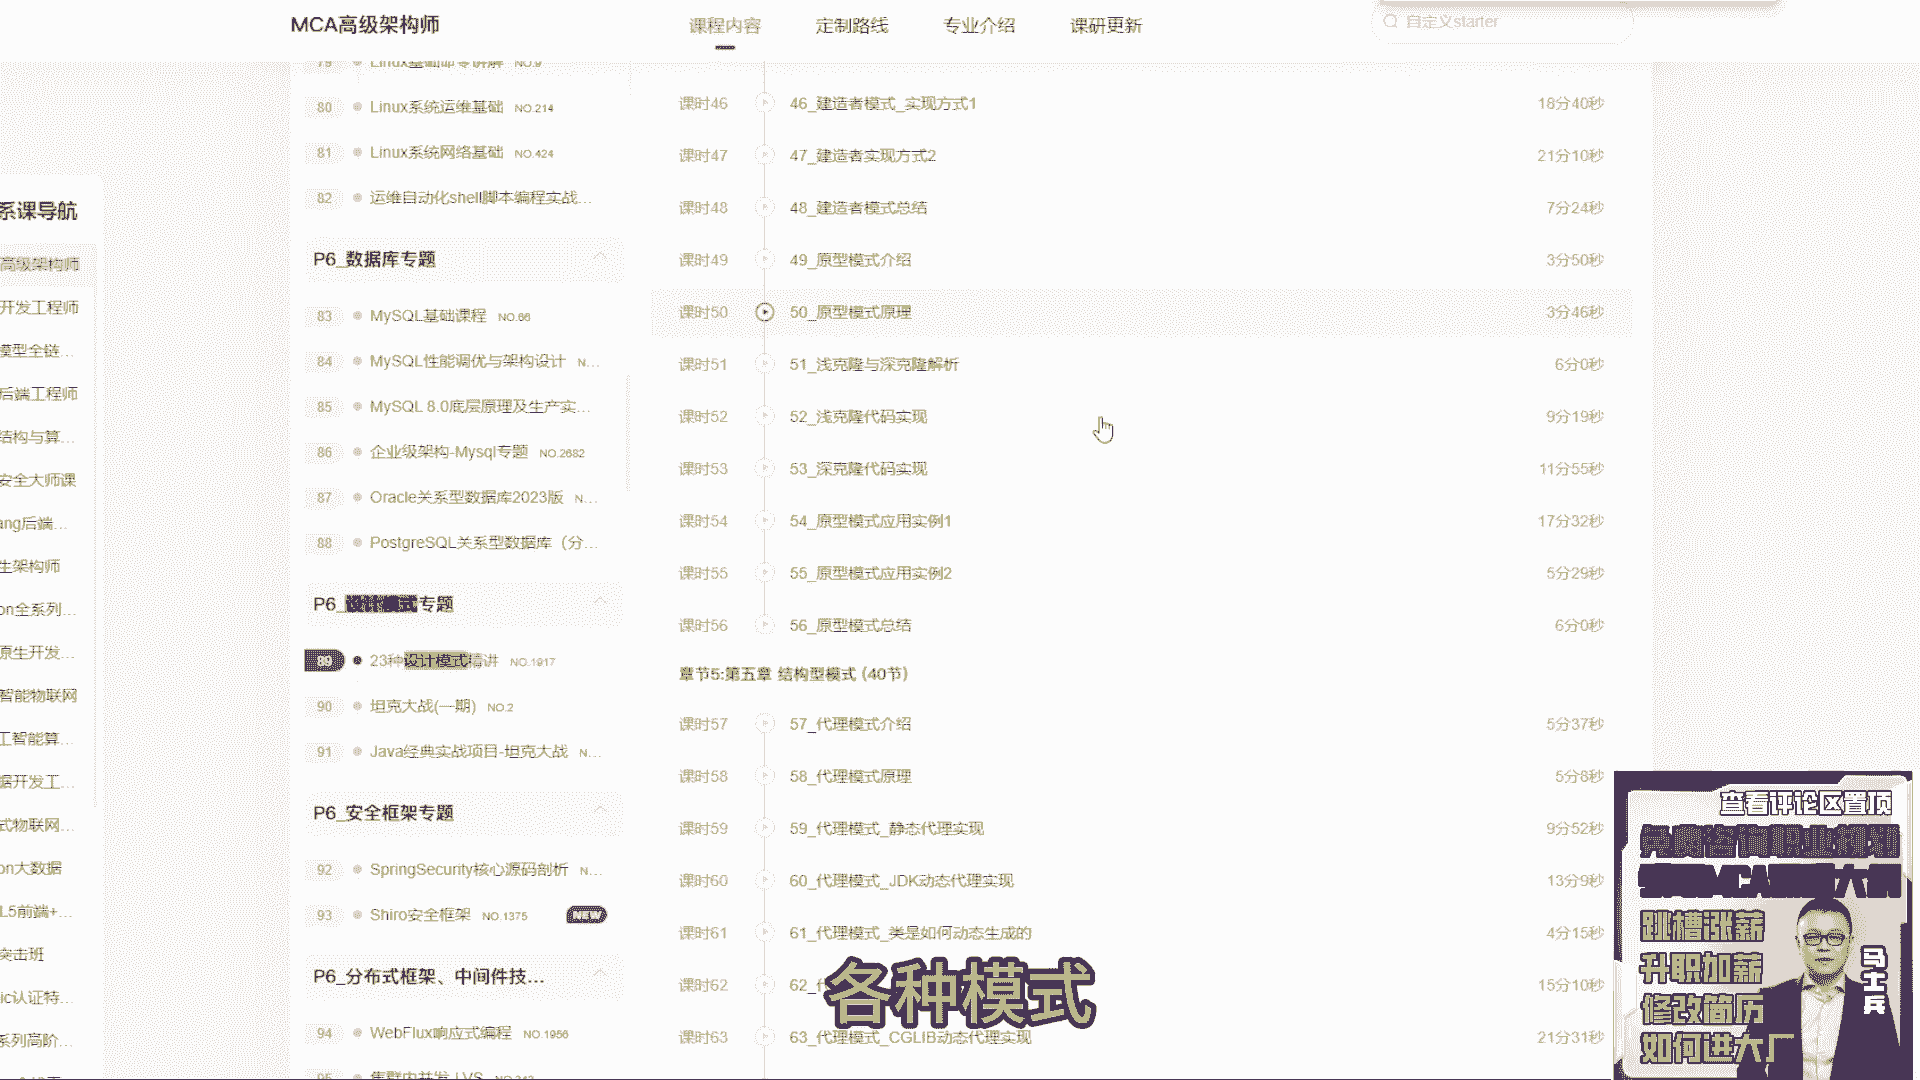 MCA高级架构师
课程内容
定制路线
专业介绍
课研更新
自定义starter
系课导航
高级架构师
开发工程师
模型全链...
后端工程师
结构与算...
安全大师课
ang后端...
生架构师
on全系列...
原生开发...
智能物联网
工智能算...
据开发工...
式物联网...
on大数据
L5前端+...
突击班
ic认证特...
系列高阶...
79 NO.9
80 Linux系统运维基础 NO.214
81 Linux系统网络基础 NO.424
82 运维自动化shell脚本编程实战...
P6_数据库专题
83 MySQL基础课程 NO.66
84 MySQL性能调优与架构设计 N...
85 MySQL 8.0底层原理及生产实...
86 企业级架构-Mysql专题 NO.2682
87 Oracle关系型数据库2023版 N...
88 PostgreSQL关系型数据库（分...
P6_设计模式专题
89 23种设计模式精讲 NO.1917
90 坦克大战(一期) NO.2
91 Java经典实战项目-坦克大战 N...
P6_安全框架专题
92 SpringSecurity核心源码剖析 N...
93 Shiro安全框架 NO.1375 NEW
P6_分布式框架、中间件技...
94 WebFlux响应式编程 NO.1956
95 集群内并发-LVS
课时46 46_建造者模式_实现方式1 18分40秒
课时47 47_建造者实现方式2 21分10秒
课时48 48_建造者模式总结 7分24秒
课时49 49_原型模式介绍 3分50秒
课时50 50_原型模式原理 3分46秒
课时51 51_浅克隆与深克隆解析 6分0秒
课时52 52_浅克隆代码实现 9分19秒
课时53 53_深克隆代码实现 11分55秒
课时54 54_原型模式应用实例1 17分32秒
课时55 55_原型模式应用实例2 5分29秒
课时56 56_原型模式总结 6分0秒
章节5:第五章 结构型模式 (40节)
课时57 57_代理模式介绍 5分37秒
课时58 58_代理模式原理 5分8秒
课时59 59_代理模式_静态代理实现 9分52秒
课时60 60_代理模式_JDK动态代理实现 13分9秒
课时61 61_代理模式_类是如何动态生成的 4分15秒
课时62 62_ 15分10秒
课时63 63_代理模式_CGLIB动态代理实现 21分31秒
各种模式
查看评论区置顶
免费咨询职业规划
跳槽涨薪
升职加薪
修改简历
如何进大厂
马士兵